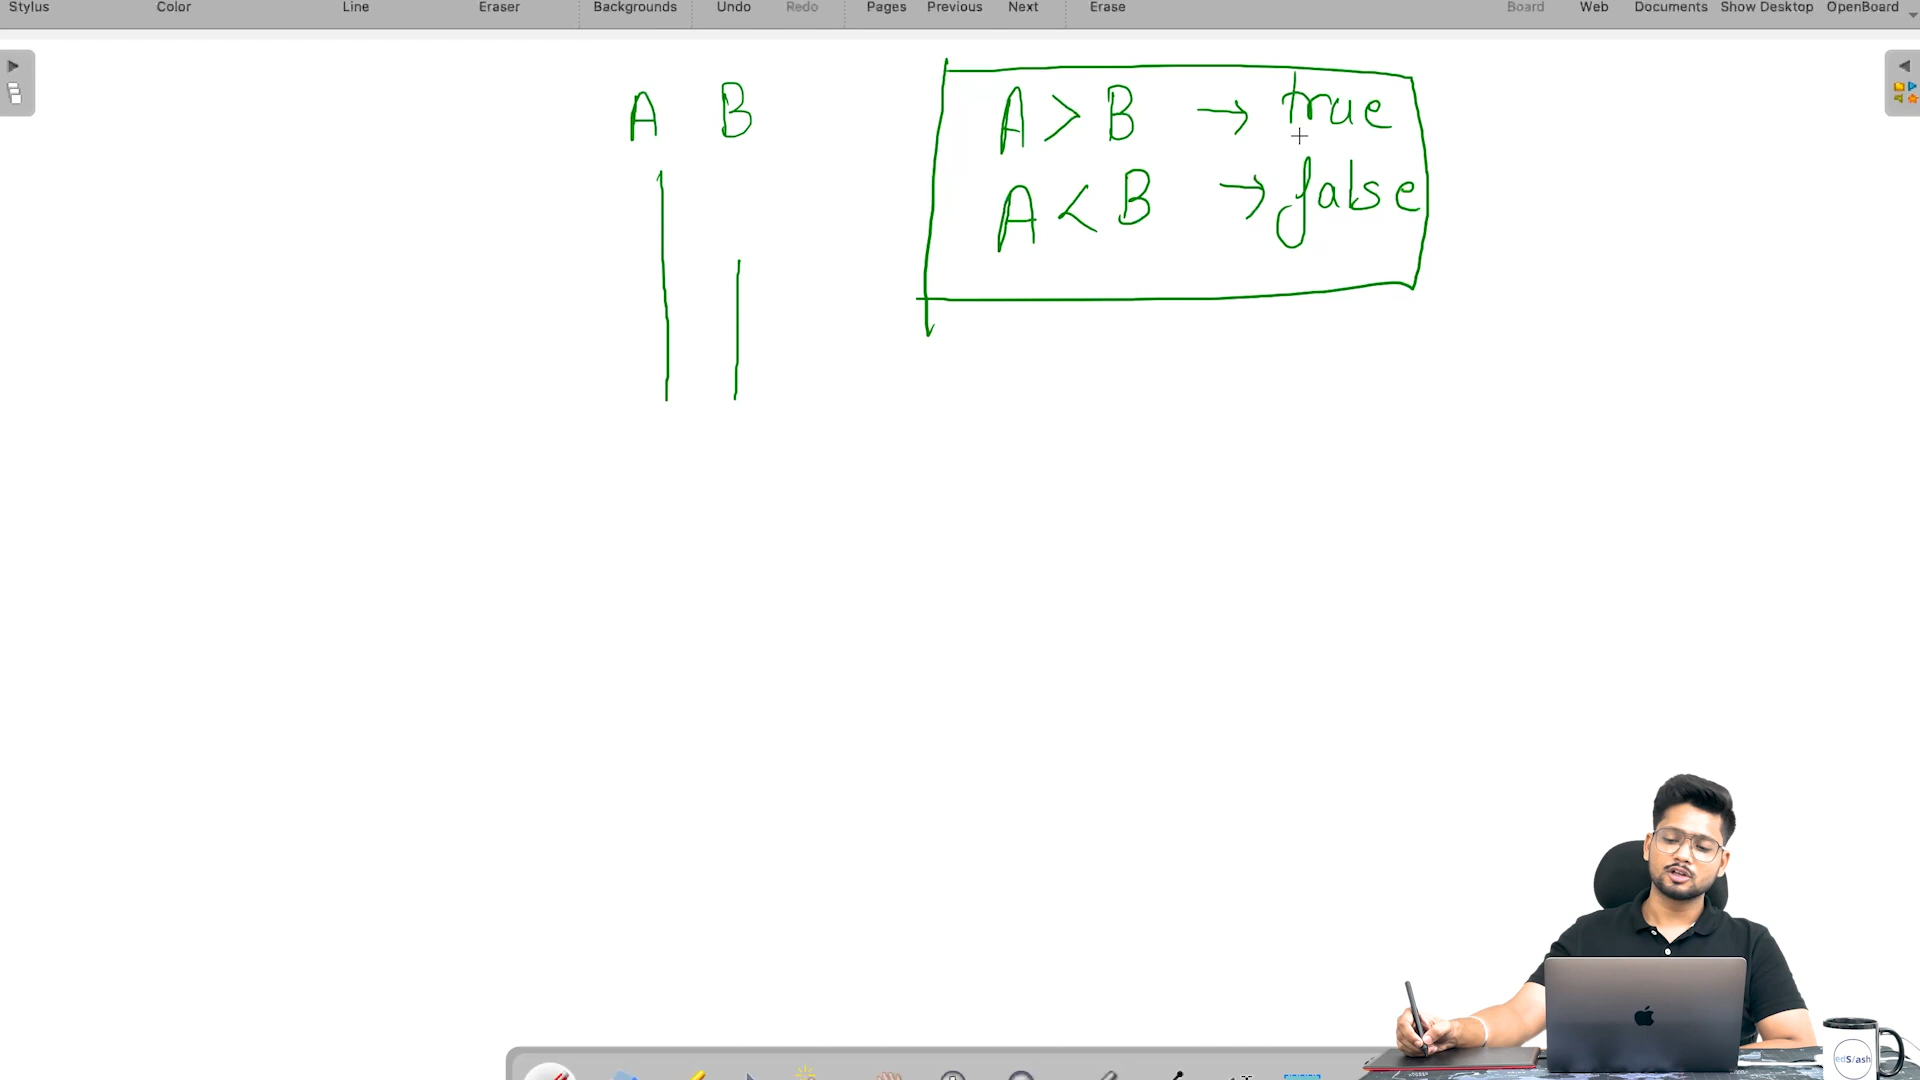 Stylus Color Line Eraser Backgrounds Undo Redo Pages Previous Next Erase Board Web Documents Show Desktop OpenBoard
A B
A > B → true
A < B → false
edSlash